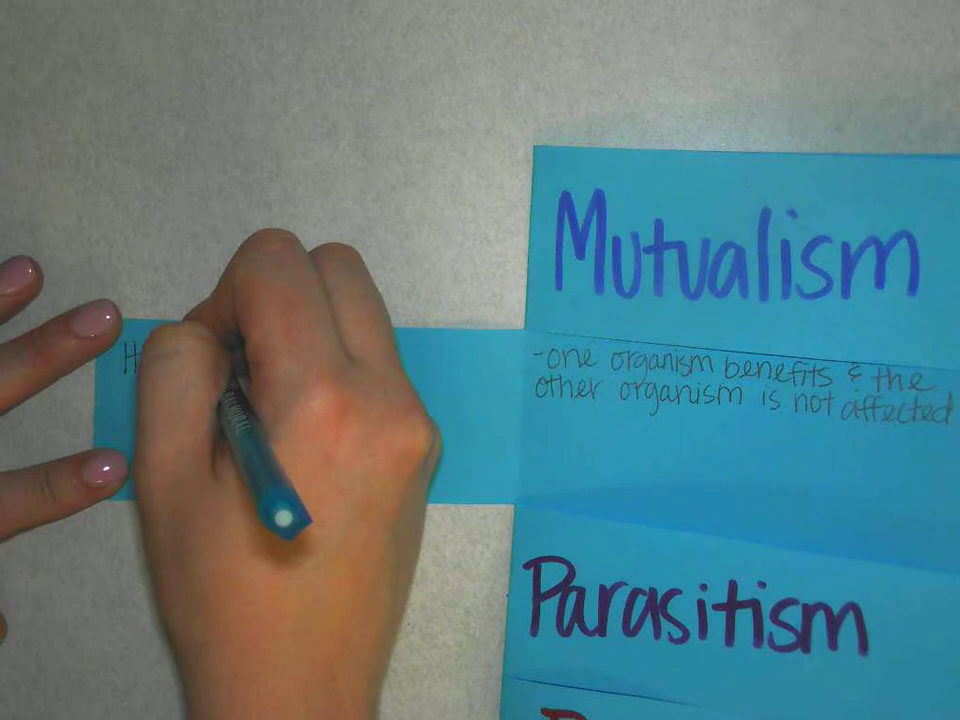 Mutualism
-one organism benefits & the
other organism is not affected
Parasitism